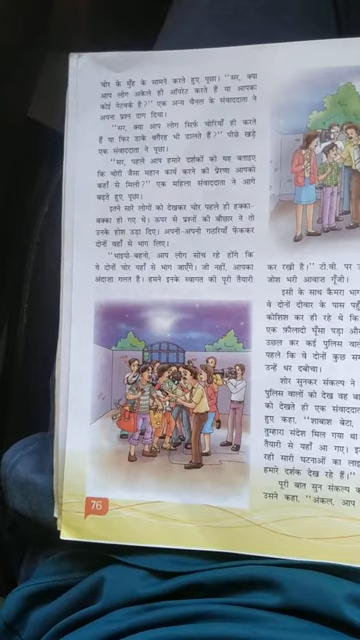 चोर के मुँह के सामने करते हुए पूछा। "सर, क्या
आप लोग अकेले ही ऑपरेट करते हैं या आपका
कोई नेटवर्क है?" एक अन्य चैनल के संवाददाता ने
अपना प्रश्न दाग दिया।
"सर, क्या आप लोग सिर्फ चोरियाँ ही करते
हैं या फिर डाके वगैरह भी डालते हैं?" पीछे खड़े
एक संवाददाता ने पूछा।
"सर, पहले आप हमारे दर्शकों को यह बताइए
कि चोरी जैसा महान कार्य करने की प्रेरणा आपको
कहाँ से मिली?" एक महिला संवाददाता ने आगे
बढ़ते हुए पूछा।
इतने सारे लोगों को देखकर चोर पहले ही हक्का-
बक्का हो गए थे। ऊपर से प्रश्नों की बौछार ने तो
उनके होश उड़ा दिए। अपनी-अपनी गठरियाँ फेंककर
दोनों वहाँ से भाग लिए।
"भाइयो-बहनो, आप लोग सोच रहे होंगे कि
ये दोनों चोर यहाँ से भाग जाएँगे। जी नहीं, आपका
अंदाज़ा गलत है। हमने इनके स्वागत की पूरी तैयारी
76
कर रखी है।" टी.वी. पर
जोश भरी आवाज़ गूँजी।
इसी के साथ कैमरा भाग
वे दोनों दीवार के पास पहुँ
कोशिश कर ही रहे थे कि
एक फ़ौलादी घूँसा पड़ा और
उछल कर कई पुलिस वाले
पहले कि वे दोनों कुछ सम
उन्हें धर दबोचा।
शोर सुनकर संकल्प
पुलिस वालों को देख वह बा
को देखते ही एक संवाददा
हुए कहा, "शाबाश बेटा,
तुम्हारा संदेश मिल गया था
तैयारी से यहाँ आ गए। इ
रही सारी घटनाओं का लाइ
हमारे दर्शक देख रहे हैं।"
पूरी बात सुन संकल्प
उसने कहा, "अंकल, आप